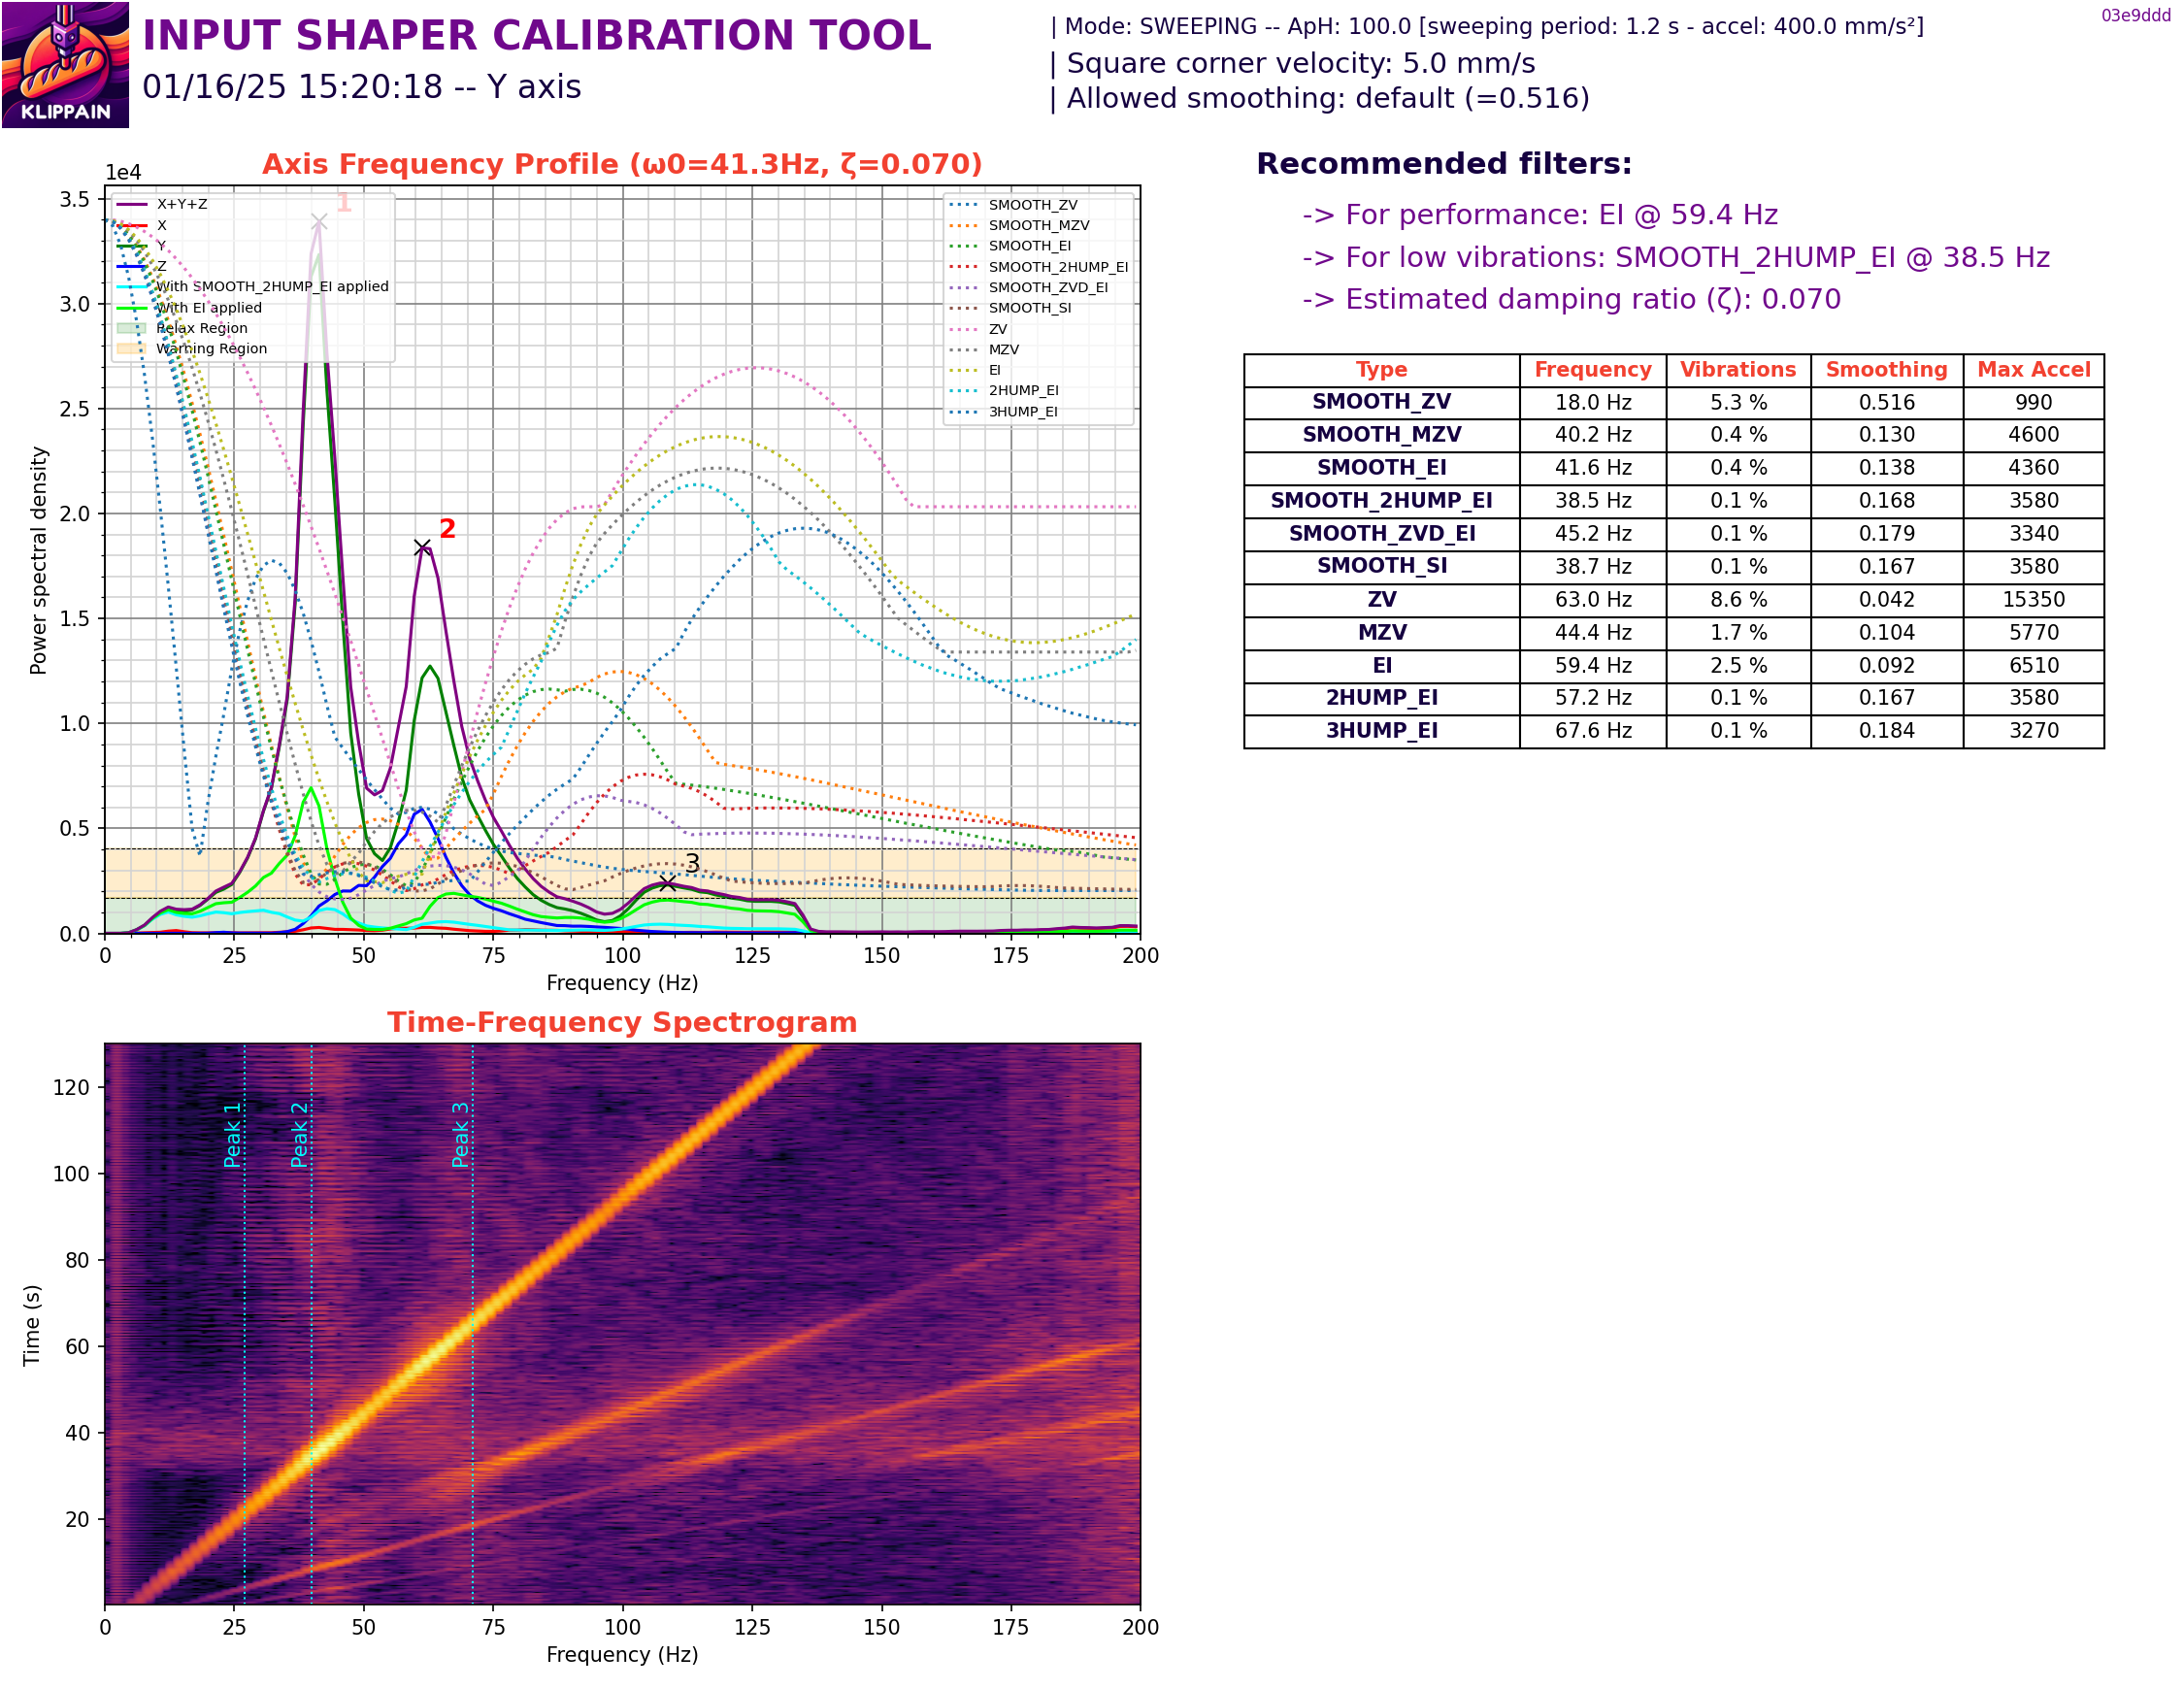 03e9ddd
KLIPPAIN
INPUT SHAPER CALIBRATION TOOL
01/16/25 15:20:18 -- Y axis
| Mode: SWEEPING -- ApH: 100.0 [sweeping period: 1.2 s - accel: 400.0 mm/s²]
| Square corner velocity: 5.0 mm/s
| Allowed smoothing: default (=0.516)
Axis Frequency Profile (ω0=41.3Hz, ζ=0.070)
1e4
3.5
3.0
2.5
2.0
1.5
1.0
0.5
0.0
Power spectral density
X+Y+Z
X
Y
Z
With SMOOTH_2HUMP_EI applied
With EI applied
Relax Region
Warning Region
1
2
3
SMOOTH_ZV
SMOOTH_MZV
SMOOTH_EI
SMOOTH_2HUMP_EI
SMOOTH_ZVD_EI
SMOOTH_SI
ZV
MZV
EI
2HUMP_EI
3HUMP_EI
0 25 50 75 100 125 150 175 200
Frequency (Hz)
Recommended filters:
-> For performance: EI @ 59.4 Hz
-> For low vibrations: SMOOTH_2HUMP_EI @ 38.5 Hz
-> Estimated damping ratio (ζ): 0.070
Type Frequency Vibrations Smoothing Max Accel
SMOOTH_ZV 18.0 Hz 5.3 % 0.516 990
SMOOTH_MZV 40.2 Hz 0.4 % 0.130 4600
SMOOTH_EI 41.6 Hz 0.4 % 0.138 4360
SMOOTH_2HUMP_EI 38.5 Hz 0.1 % 0.168 3580
SMOOTH_ZVD_EI 45.2 Hz 0.1 % 0.179 3340
SMOOTH_SI 38.7 Hz 0.1 % 0.167 3580
ZV 63.0 Hz 8.6 % 0.042 15350
MZV 44.4 Hz 1.7 % 0.104 5770
EI 59.4 Hz 2.5 % 0.092 6510
2HUMP_EI 57.2 Hz 0.1 % 0.167 3580
3HUMP_EI 67.6 Hz 0.1 % 0.184 3270
Time-Frequency Spectrogram
120
100
80
60
40
20
Time (s)
Peak 1
Peak 2
Peak 3
0 25 50 75 100 125 150 175 200
Frequency (Hz)